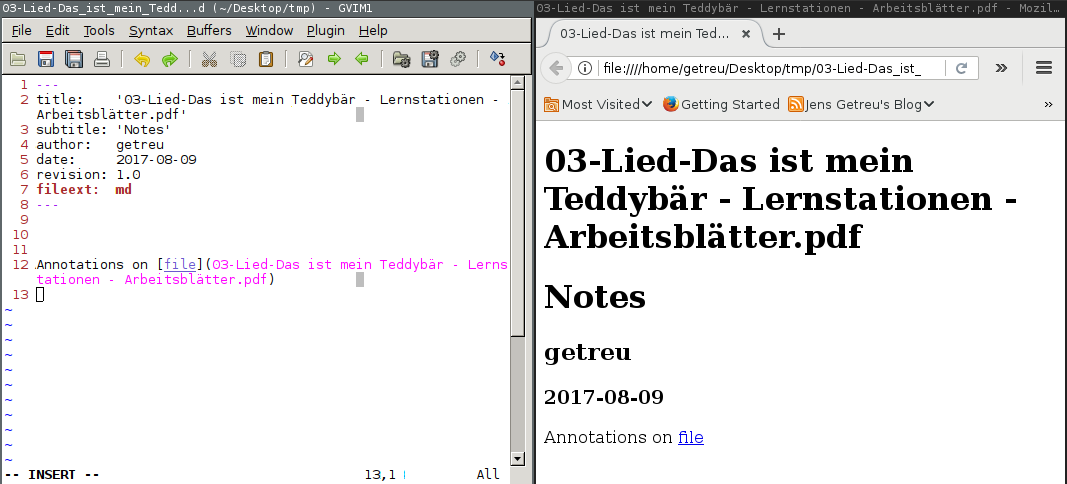 03-Lied-Das_ist_mein_Tedd...d (~/Desktop/tmp) - GVIM1
File Edit Tools Syntax Buffers Window Plugin Help
1 ---
2 title:    '03-Lied-Das ist mein Teddybär - Lernstationen -
Arbeitsblätter.pdf'
3 subtitle: 'Notes'
4 author:   getreu
5 date:     2017-08-09
6 revision: 1.0
7 fileext:  md
8 ---
9
10
11
12 Annotations on [file](03-Lied-Das ist mein Teddybär - Lerns
tationen - Arbeitsblätter.pdf)
13
~
~
~
~
~
~
~
~
~
~
~
-- INSERT -- 13,1 All
03-Lied-Das ist mein Teddybär - Lernstationen - Arbeitsblätter.pdf - Mozil...
03-Lied-Das ist mein Ted... × +
file:////home/getreu/Desktop/tmp/03-Lied-Das_ist_ »
Most Visited Getting Started Jens Getreu's Blog »
03-Lied-Das ist mein
Teddybär - Lernstationen -
Arbeitsblätter.pdf
Notes
getreu
2017-08-09
Annotations on file